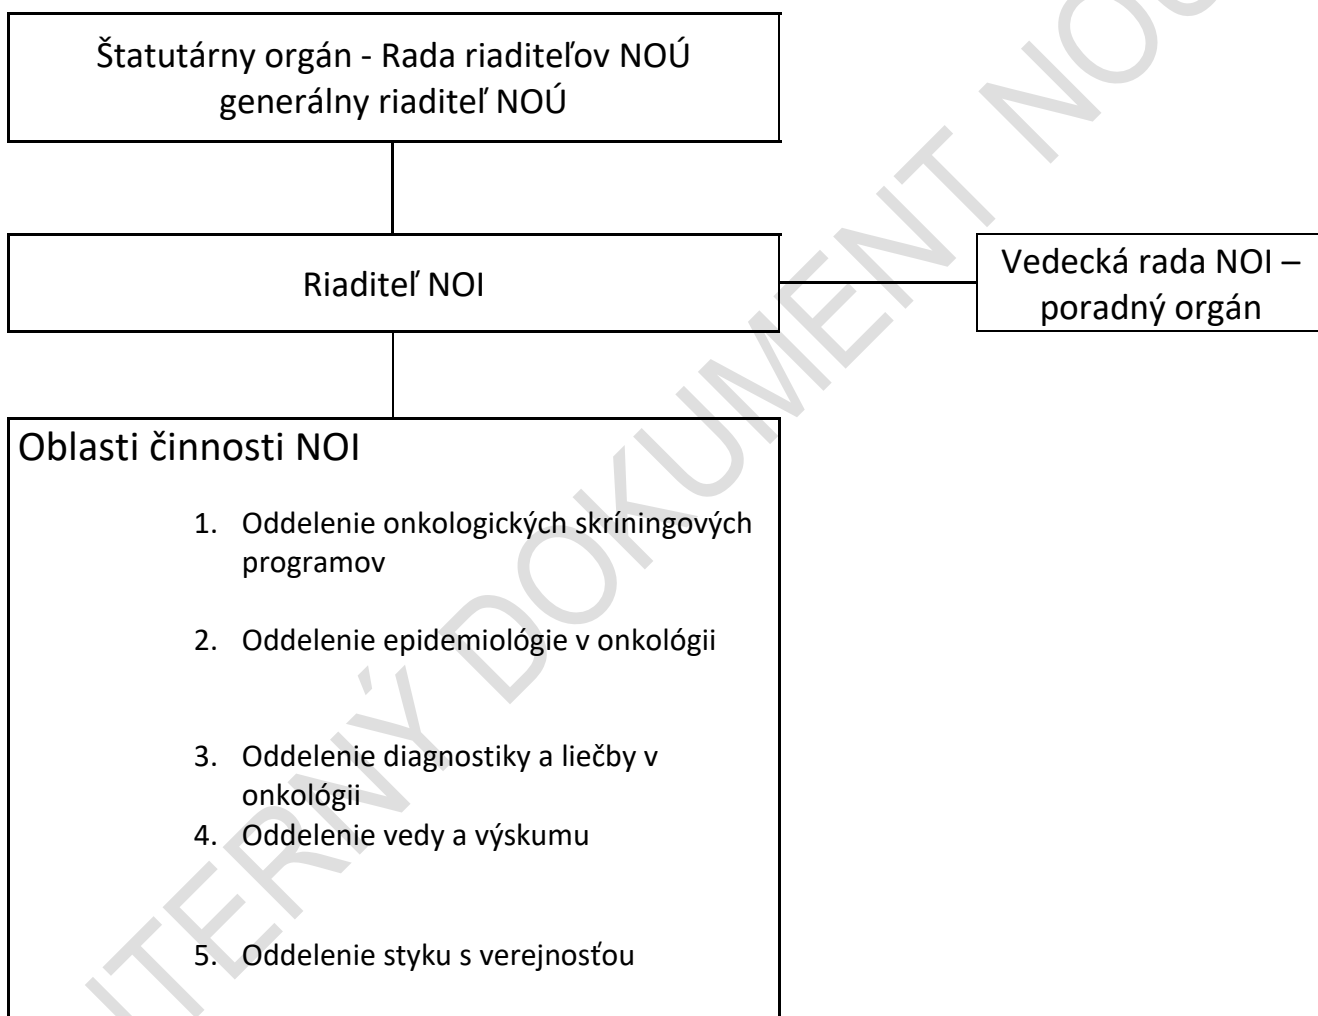 Štatutárny orgán - Rada riaditeľov NOÚ
generálny riaditeľ NOÚ
Riaditeľ NOI
Vedecká rada NOI –
poradný orgán
Oblasti činnosti NOI
1. Oddelenie onkologických skríningových
programov
2. Oddelenie epidemiológie v onkológii
3. Oddelenie diagnostiky a liečby v
onkológii
4. Oddelenie vedy a výskumu
5. Oddelenie styku s verejnosťou
TERNÝ DOKUMENT NOÚ